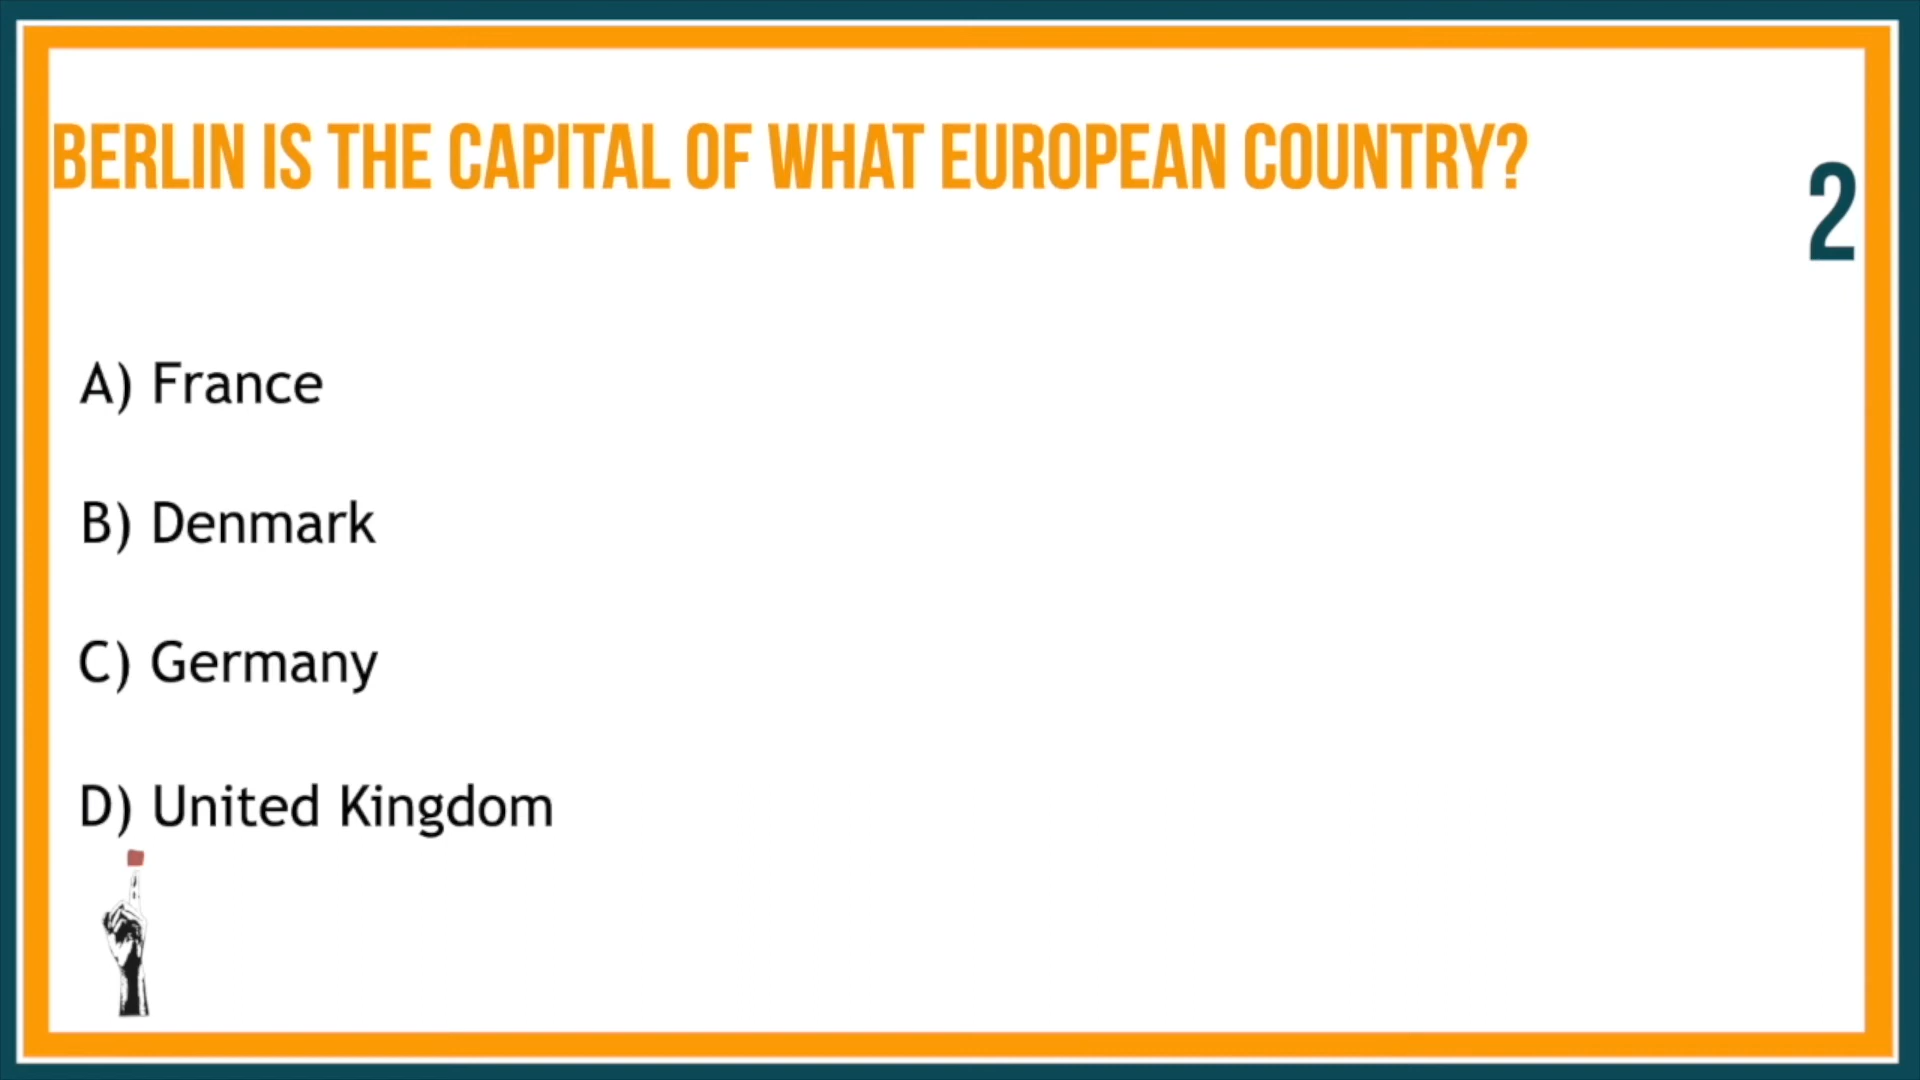 BERLIN IS THE CAPITAL OF WHAT EUROPEAN COUNTRY?
2
A) France
B) Denmark
C) Germany
D) United Kingdom